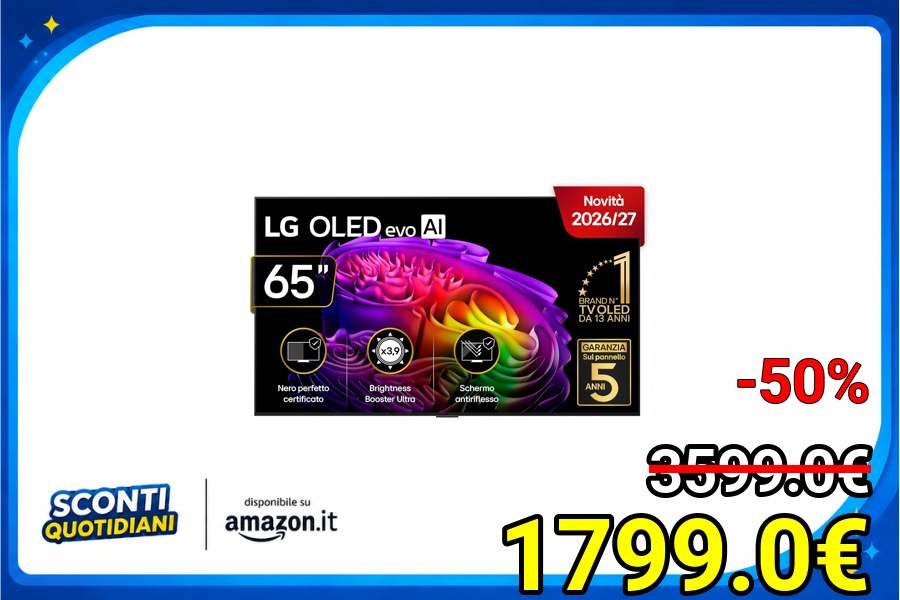 LG OLED evo AI
Novità
2026/27
65"
BRAND N°1
TV OLED
DA 13 ANNI
x3,9
Nero perfetto
certificato
Brightness
Booster Ultra
Schermo
antiriflesso
GARANZIA
Sul pannello
5
ANNI
-50%
3599.0€
1799.0€
SCONTI
QUOTIDIANI
disponibile su
amazon.it